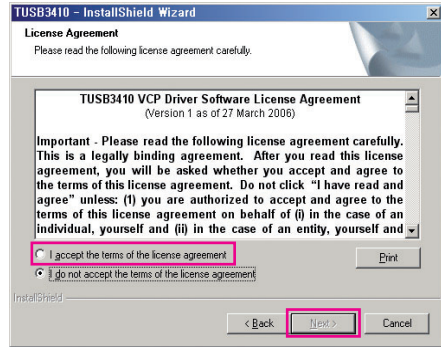 TUSB3410 - InstallShield Wizard
License Agreement
Please read the following license agreement carefully.
TUSB3410 VCP Driver Software License Agreement
(Version 1 as of 27 March 2006)
Important - Please read the following license agreement carefully.
This is a legally binding agreement. After you read this license
agreement, you will be asked whether you accept and agree to
the terms of this license agreement. Do not click "I have read and
agree" unless: (1) you are authorized to accept and agree to the
terms of this license agreement on behalf of (i) in the case of an
individual, yourself and (ii) in the case of an entity, yourself and
I accept the terms of the license agreement
Print
I do not accept the terms of the license agreement
InstallShield
< Back
Next >
Cancel